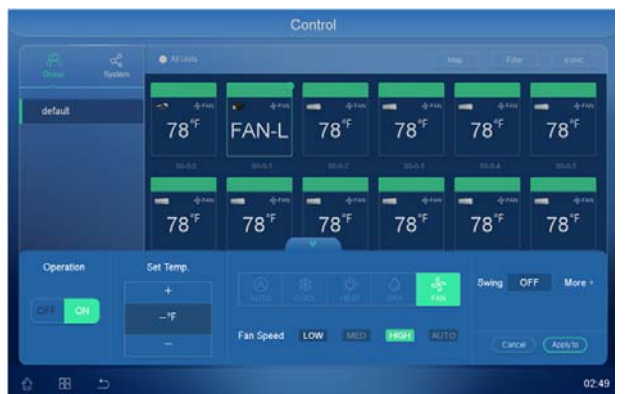 Control
Group
System
All Units
Map
Filter
Iconic
default
FAN
FAN
FAN
FAN
FAN
FAN
78°F
FAN-L
78°F
78°F
78°F
78°F
FAN
FAN
FAN
FAN
FAN
FAN
78°F
78°F
78°F
78°F
78°F
78°F
Operation
OFF
ON
Set Temp.
+
--°F
—
AUTO
COOL
HEAT
DRY
FAN
Fan Speed
LOW
MED
HIGH
AUTO
Swing
OFF
More
Cancel
Apply to
02:49